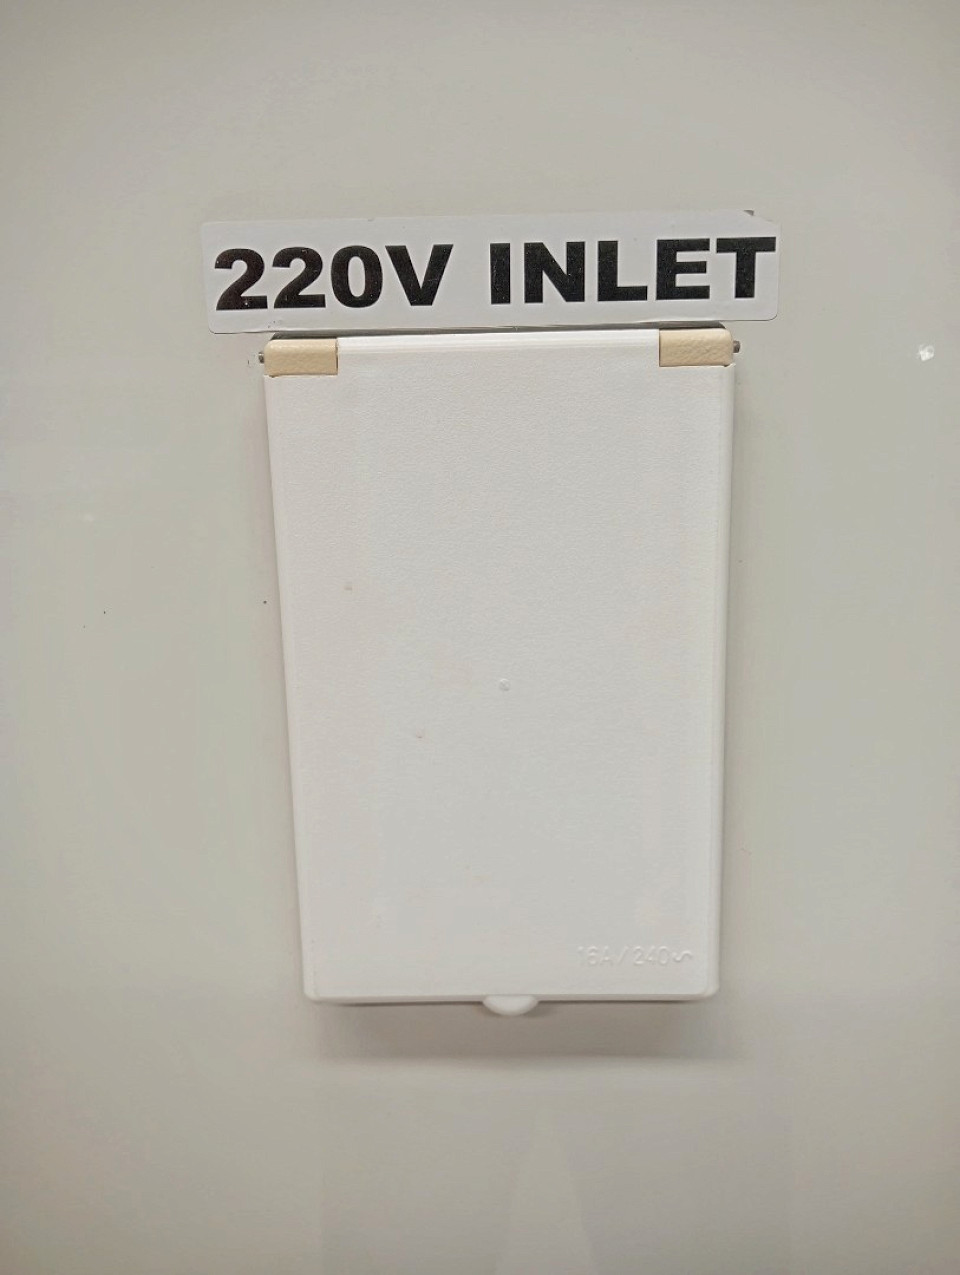 220V INLET
16A / 240~